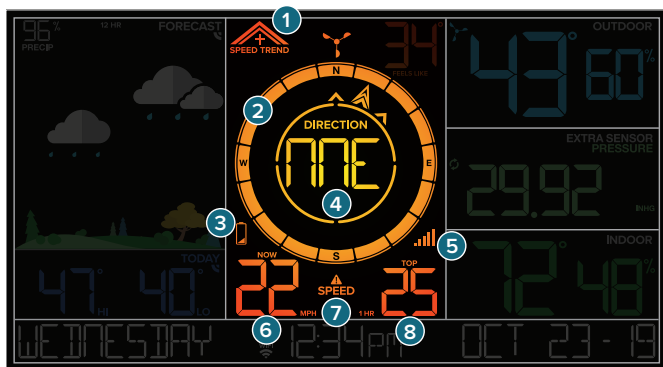 1
96% 12 HR FORECAST
PRECIP
+
SPEED TREND
34°
FEELS LIKE
OUTDOOR
43° 60%
2
N
DIRECTION
NNE
W
E
4
S
EXTRA SENSOR
PRESSURE
29.92
INHG
3
5
TODAY
47° HI 40° LO
NOW
22 MPH
SPEED
TOP
1 HR 25
INDOOR
72° 48%
6
7
8
WEDNESDAY WiFi 12:34PM OCT 23-19